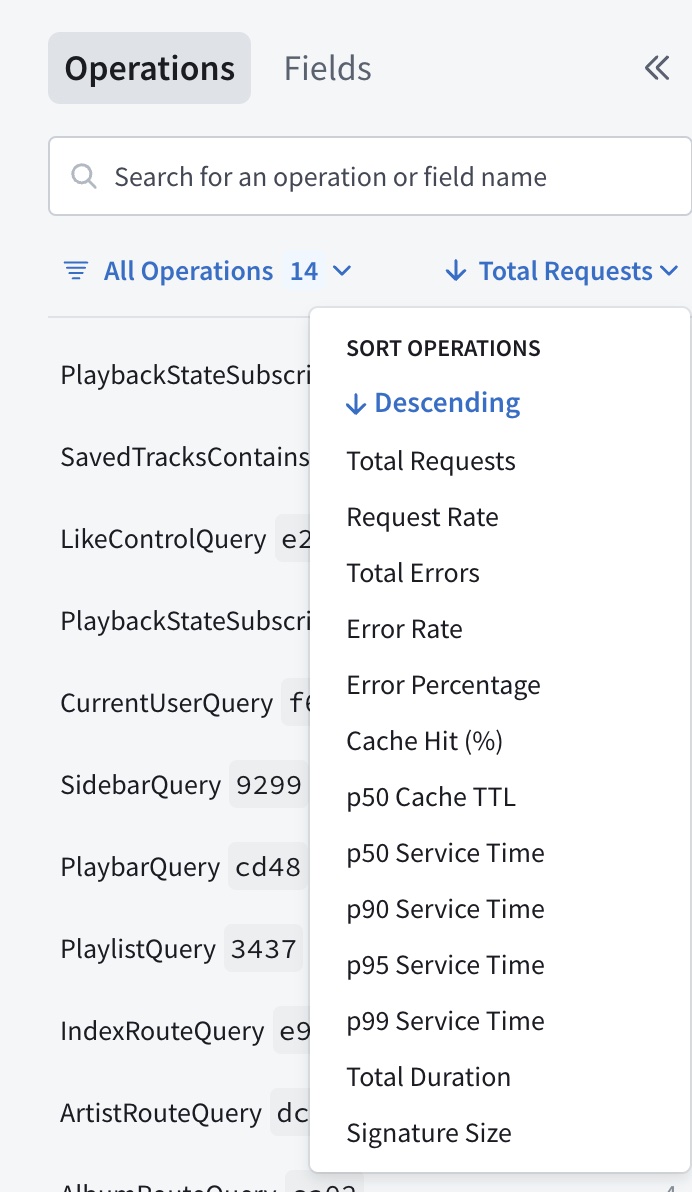 Operations Fields
Search for an operation or field name
All Operations 14 Total Requests
SORT OPERATIONS
Descending
Total Requests
Request Rate
Total Errors
Error Rate
Error Percentage
Cache Hit (%)
p50 Cache TTL
p50 Service Time
p90 Service Time
p95 Service Time
p99 Service Time
Total Duration
Signature Size
PlaybackStateSubscri
SavedTracksContains
LikeControlQuery e2
PlaybackStateSubscri
CurrentUserQuery f6
SidebarQuery 9299
PlaybarQuery cd48
PlaylistQuery 3437
IndexRouteQuery e9
ArtistRouteQuery dc
AlbumRouteQuery